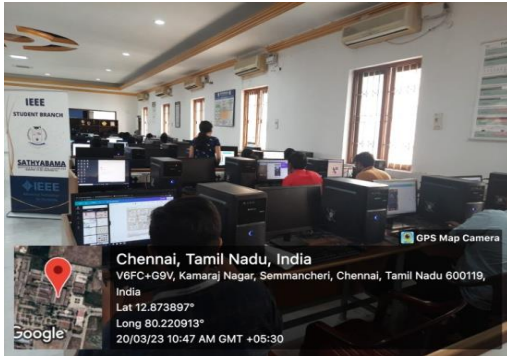 IEEE
STUDENT BRANCH
SATHYABAMA
IEEE
GPS Map Camera
Chennai, Tamil Nadu, India
V6FC+G9V, Kamaraj Nagar, Semmancheri, Chennai, Tamil Nadu 600119,
India
Lat 12.873897°
Long 80.220913°
20/03/23 10:47 AM GMT +05:30
Google